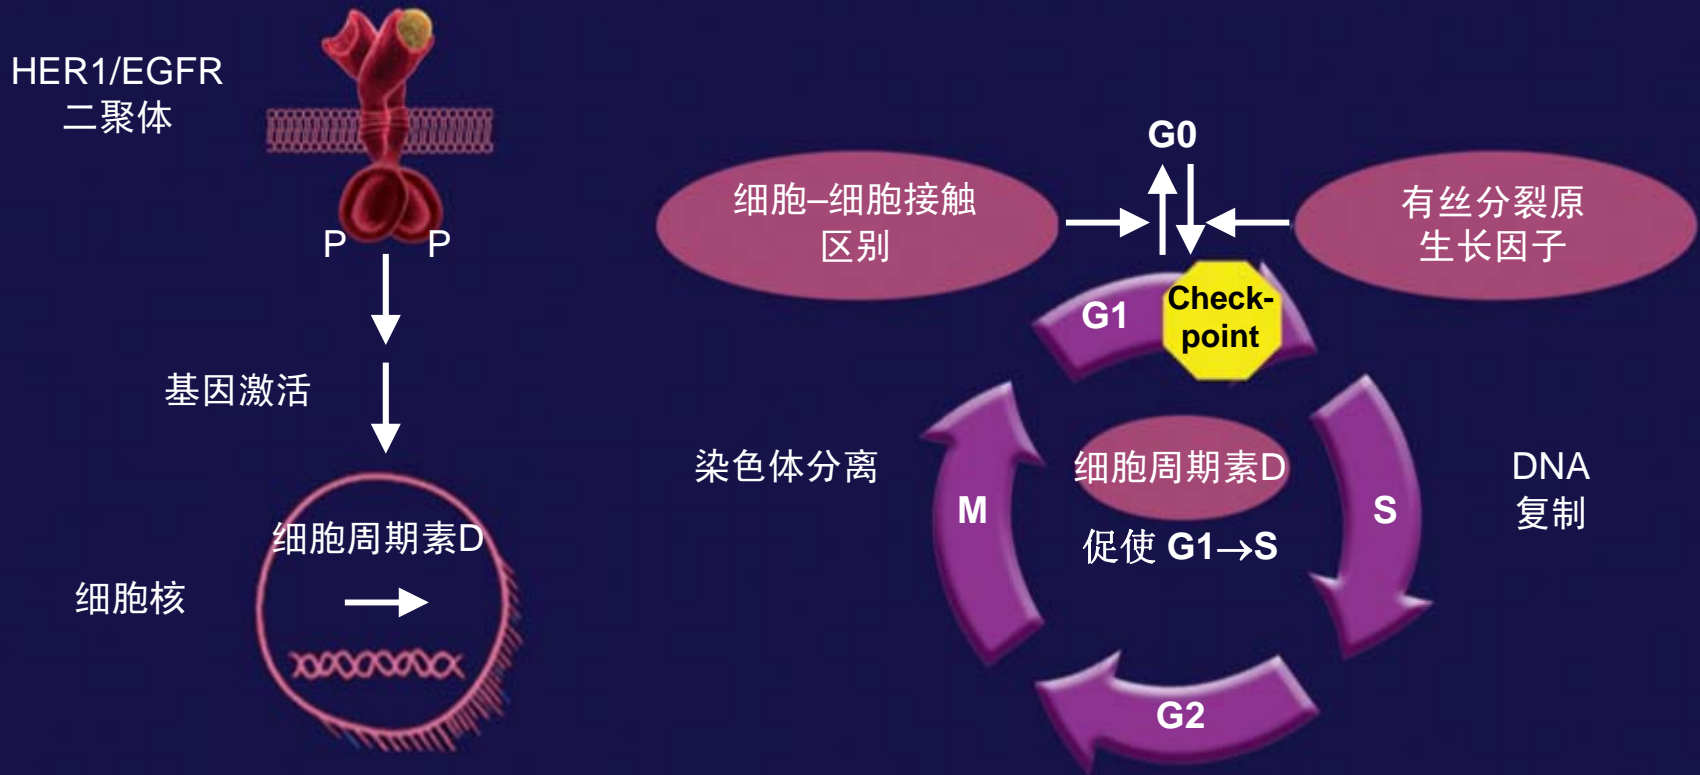 HER1/EGFR
二聚体
P
P
基因激活
细胞周期素D
细胞核
G0
细胞–细胞接触
区别
有丝分裂原
生长因子
G1
Check-
point
染色体分离
细胞周期素D
促使 G1→S
M
S
DNA
复制
G2